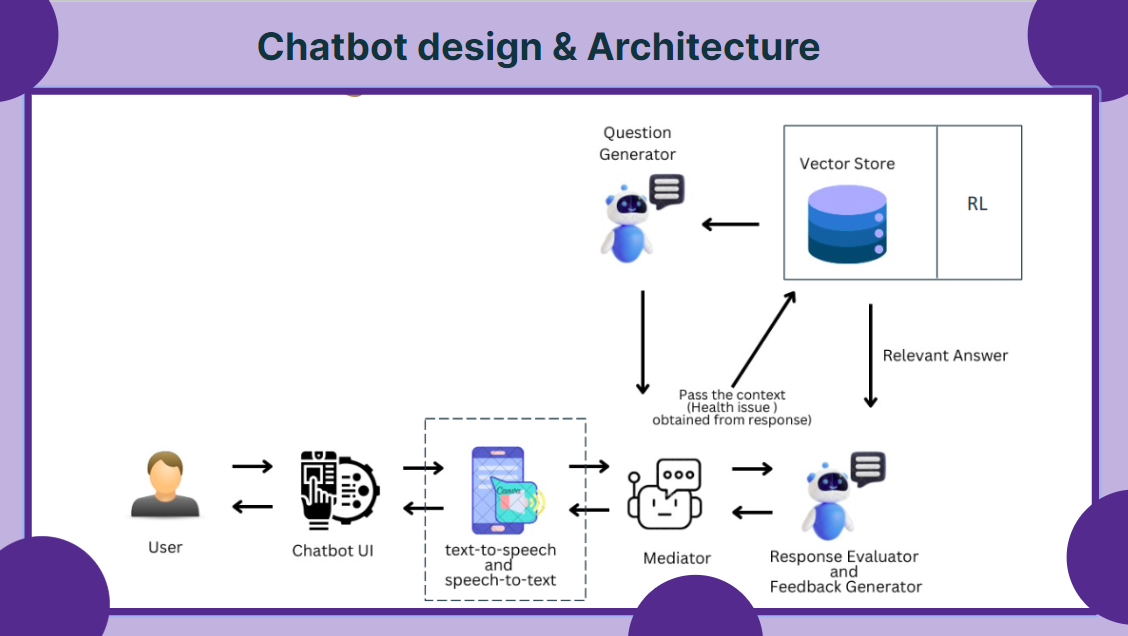 Chatbot design & Architecture
Question
Generator
Vector Store
RL
Relevant Answer
Pass the context
(Health issue )
obtained from response)
User
Chatbot UI
Canva
text-to-speech
and
speech-to-text
Mediator
Response Evaluator
and
Feedback Generator